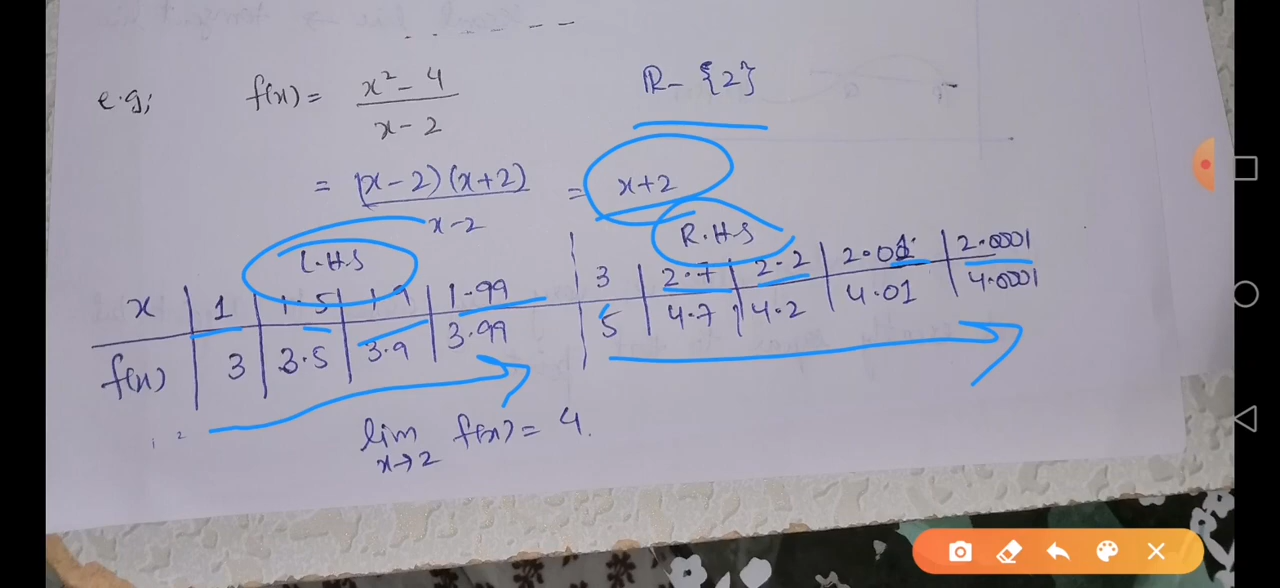 e.g; f(x) = x² - 4 / x - 2 R - {2}
= (x-2)(x+2) / x-2 = x+2
L.H.S R.H.S
x | 1 | 1.5 | 1.9 | 1.99 | 3 | 2.7 | 2.2 | 2.01 | 2.0001
f(x) | 3 | 3.5 | 3.9 | 3.99 | 5 | 4.7 | 4.2 | 4.01 | 4.0001
lim x→2 f(x) = 4.